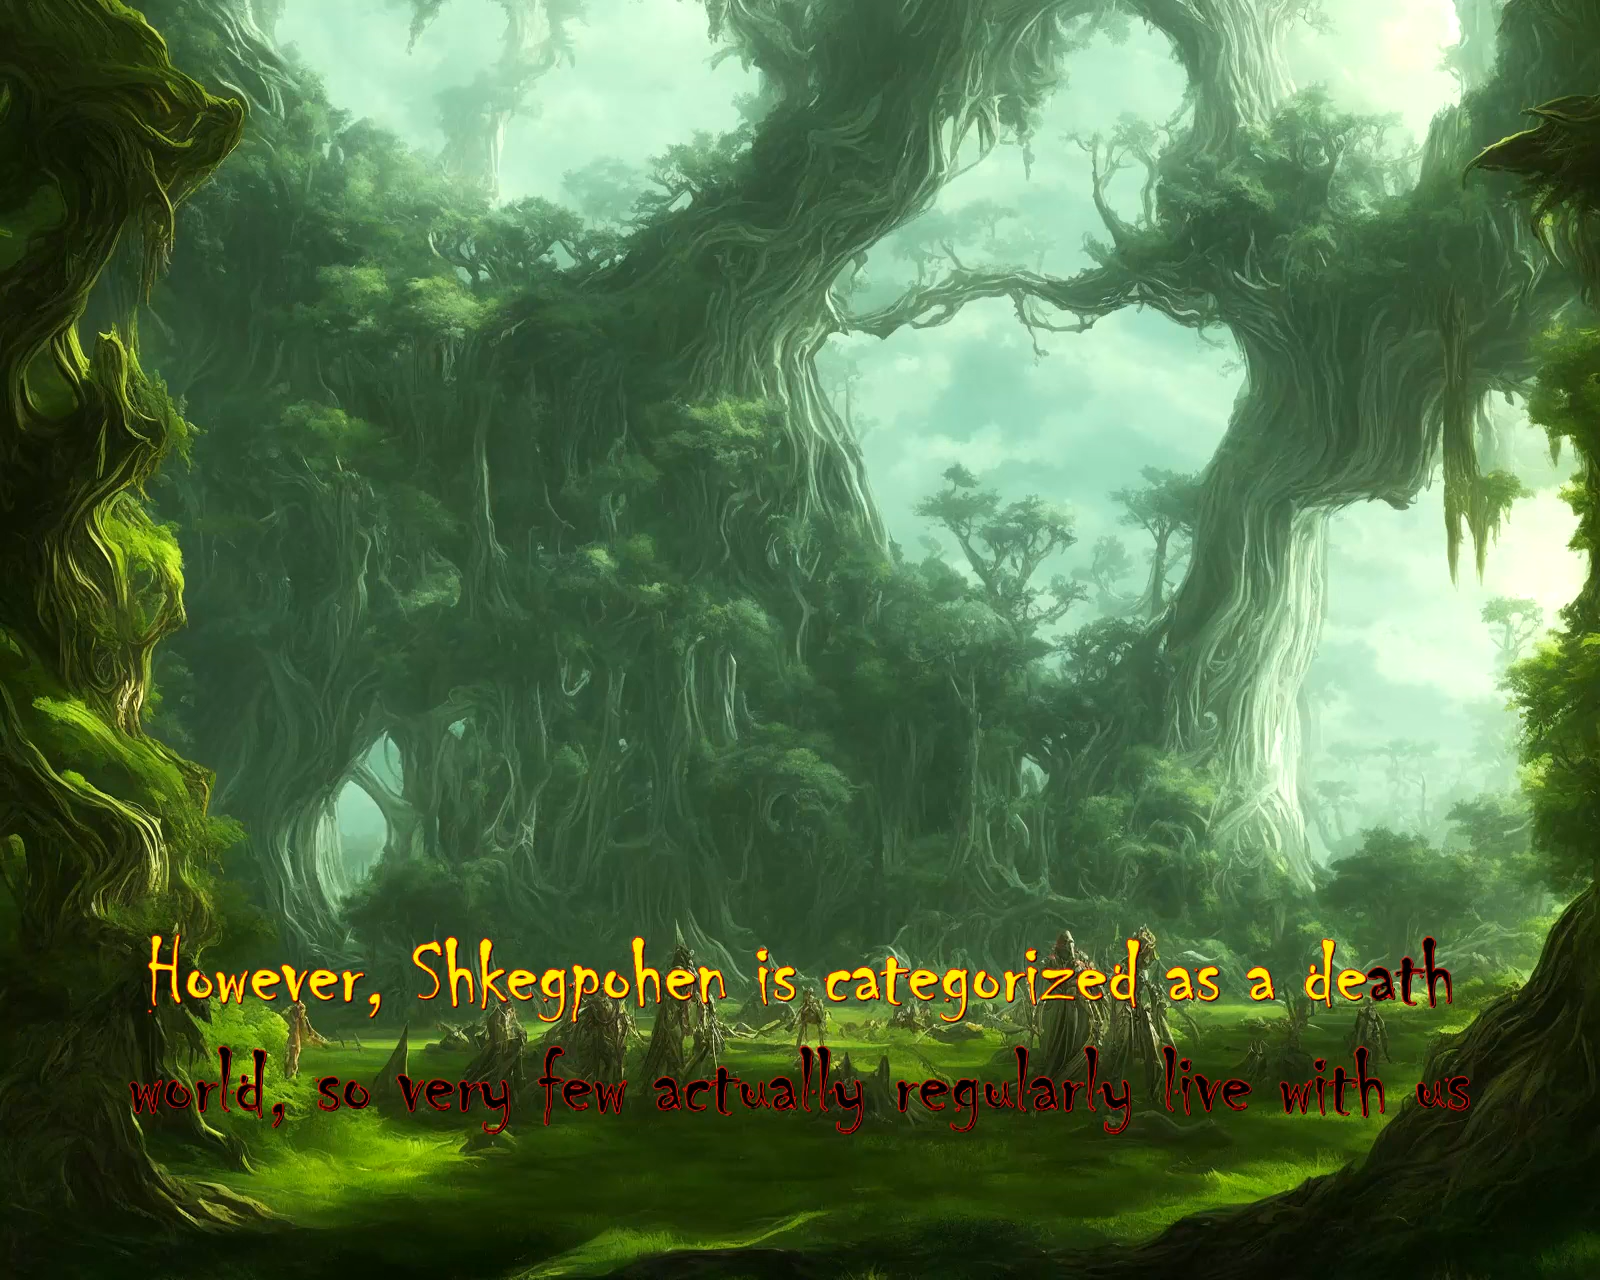 However, Shkegpohen is categorized as a death
world, so very few actually regularly live with us